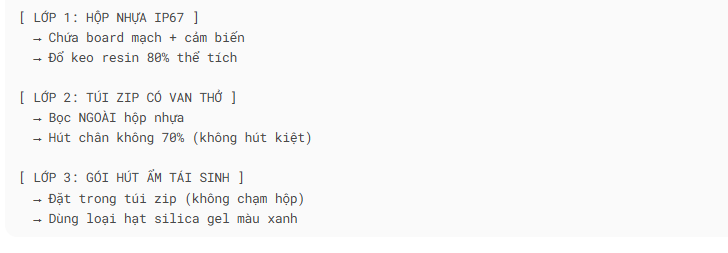 [ LỚP 1: HỘP NHỰA IP67 ]
→ Chứa board mạch + cảm biến
→ Đổ keo resin 80% thể tích
[ LỚP 2: TÚI ZIP CÓ VAN THỞ ]
→ Bọc NGOÀI hộp nhựa
→ Hút chân không 70% (không hút kiệt)
[ LỚP 3: GÓI HÚT ẨM TÁI SINH ]
→ Đặt trong túi zip (không chạm hộp)
→ Dùng loại hạt silica gel màu xanh